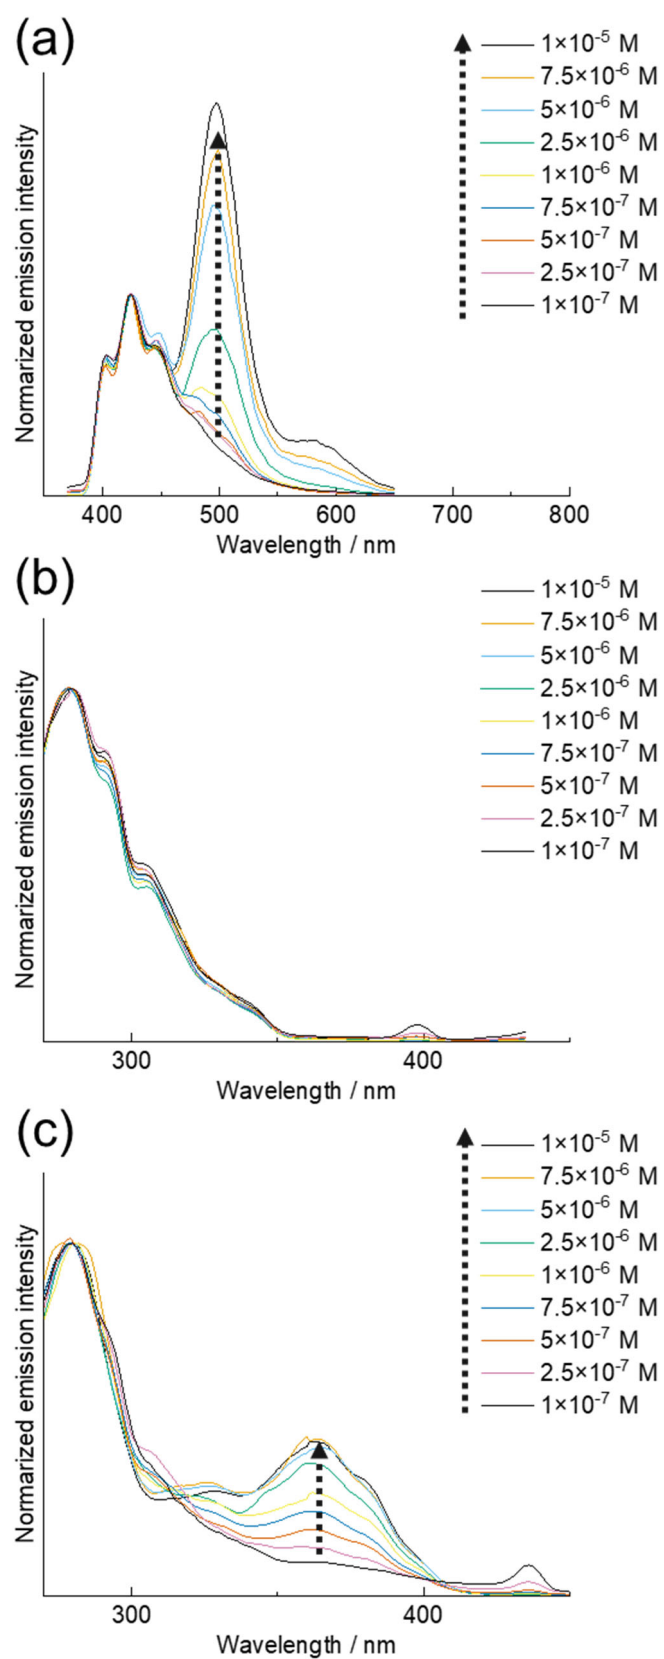 (a)
1×10⁻⁵ M
7.5×10⁻⁶ M
5×10⁻⁶ M
2.5×10⁻⁶ M
1×10⁻⁶ M
7.5×10⁻⁷ M
5×10⁻⁷ M
2.5×10⁻⁷ M
1×10⁻⁷ M
Normarized emission intensity
400 500 600 700 800
Wavelength / nm
(b)
1×10⁻⁵ M
7.5×10⁻⁶ M
5×10⁻⁶ M
2.5×10⁻⁶ M
1×10⁻⁶ M
7.5×10⁻⁷ M
5×10⁻⁷ M
2.5×10⁻⁷ M
1×10⁻⁷ M
Normarized emission intensity
300 400
Wavelength / nm
(c)
1×10⁻⁵ M
7.5×10⁻⁶ M
5×10⁻⁶ M
2.5×10⁻⁶ M
1×10⁻⁶ M
7.5×10⁻⁷ M
5×10⁻⁷ M
2.5×10⁻⁷ M
1×10⁻⁷ M
Normarized emission intensity
300 400
Wavelength / nm